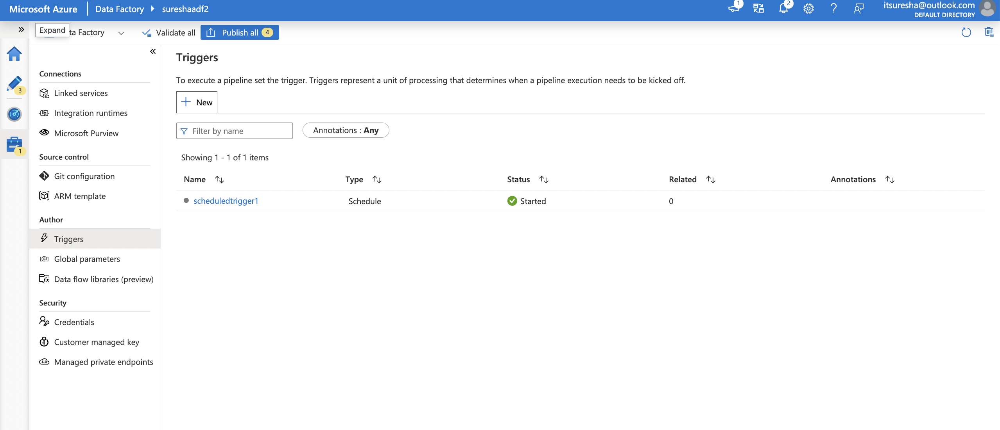 Microsoft Azure Data Factory sureshaadf2 1 2 itsuresha@outlook.com
DEFAULT DIRECTORY
Expand ta Factory Validate all Publish all 4
3
1
Connections
Linked services
Integration runtimes
Microsoft Purview
Source control
Git configuration
ARM template
Author
Triggers
Global parameters
Data flow libraries (preview)
Security
Credentials
Customer managed key
Managed private endpoints
Triggers
To execute a pipeline set the trigger. Triggers represent a unit of processing that determines when a pipeline execution needs to be kicked off.
New
Filter by name Annotations : Any
Showing 1 - 1 of 1 items
Name Type Status Related Annotations
scheduledtrigger1 Schedule Started 0